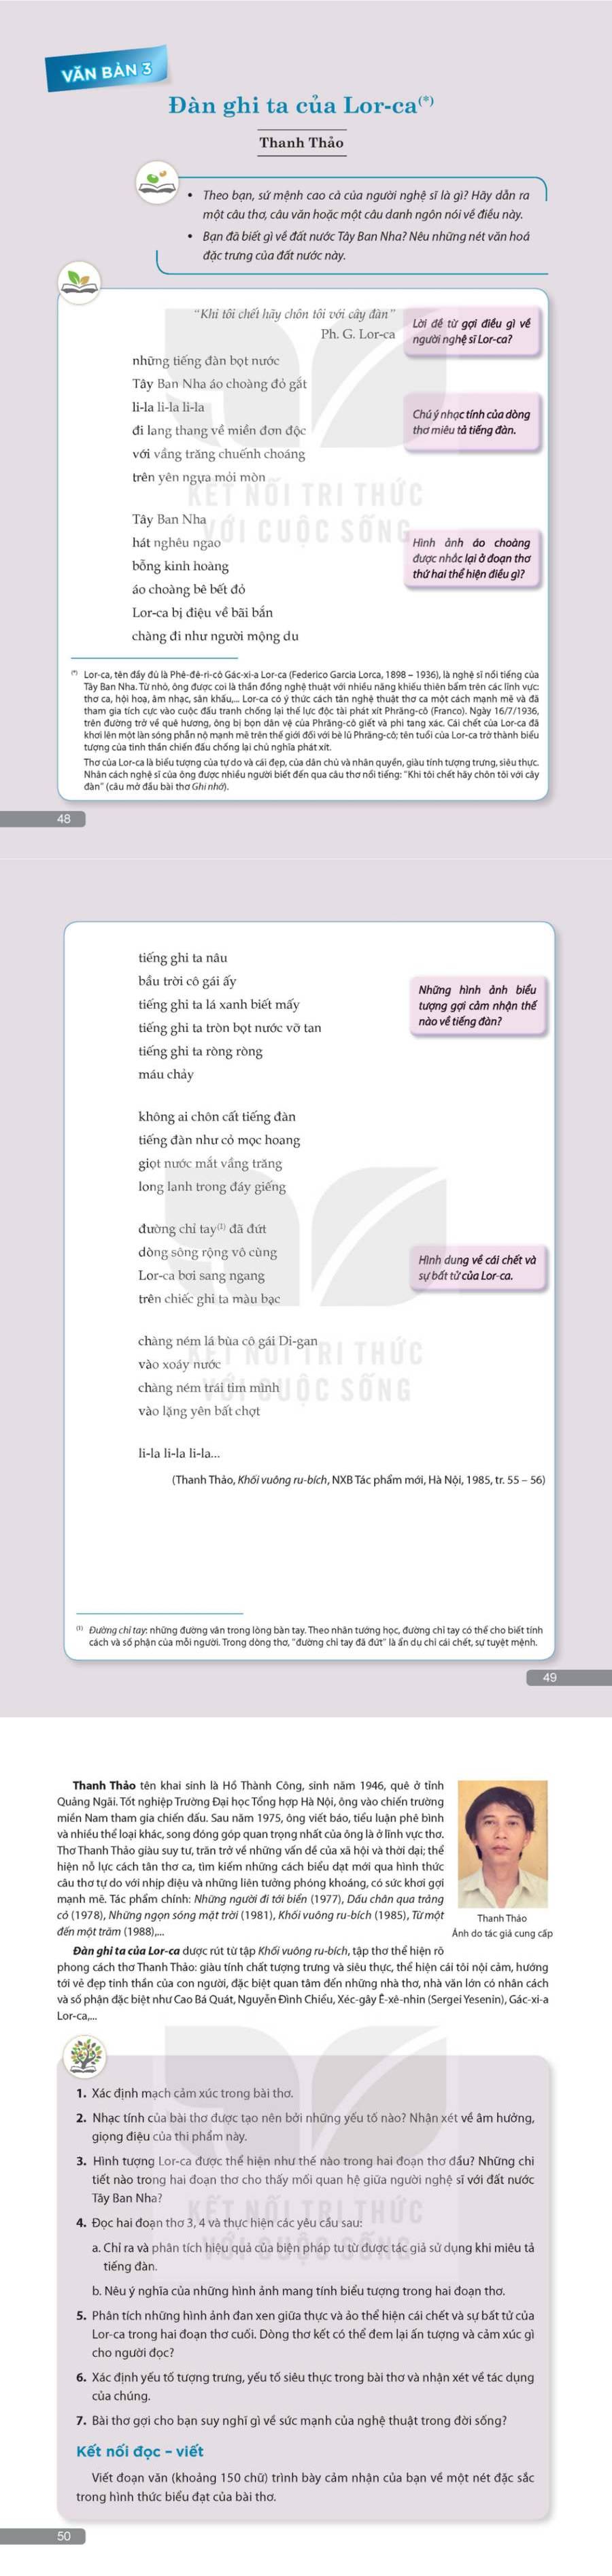 VĂN BẢN 3
Đàn ghi ta của Lor-ca(*)
Thanh Thảo
• Theo bạn, sứ mệnh cao cả của người nghệ sĩ là gì? Hãy dẫn ra
một câu thơ, câu văn hoặc một câu danh ngôn nói về điều này.
• Bạn đã biết gì về đất nước Tây Ban Nha? Nêu những nét văn hoá
đặc trưng của đất nước này.
“Khi tôi chết hãy chôn tôi với cây đàn”
Ph. G. Lor-ca
Lời đề từ gợi điều gì về
người nghệ sĩ Lor-ca?
những tiếng đàn bọt nước
Tây Ban Nha áo choàng đỏ gắt
li-la li-la li-la
đi lang thang về miền đơn độc
với vầng trăng chuếnh choáng
trên yên ngựa mỏi mòn
Chú ý nhạc tính của dòng
thơ miêu tả tiếng đàn.
Tây Ban Nha
hát nghêu ngao
bỗng kinh hoàng
áo choàng bê bết đỏ
Lor-ca bị điệu về bãi bắn
chàng đi như người mộng du
Hình ảnh áo choàng
được nhắc lại ở đoạn thơ
thứ hai thể hiện điều gì?
(*) Lor-ca, tên đầy đủ là Phê-đê-ri-cô Gác-xi-a Lor-ca (Federico Garcia Lorca, 1898 – 1936), là nghệ sĩ nổi tiếng của
Tây Ban Nha. Từ nhỏ, ông được coi là thần đồng nghệ thuật với nhiều năng khiếu thiên bẩm trên các lĩnh vực:
thơ ca, hội hoạ, âm nhạc, sân khấu,... Lor-ca có ý thức cách tân nghệ thuật thơ ca một cách mạnh mẽ và đã
tham gia tích cực vào cuộc đấu tranh chống lại thế lực độc tài phát xít Phrăng-cô (Franco). Ngày 16/7/1936,
trên đường trở về quê hương, ông bị bọn dân vệ của Phrăng-cô giết và phi tang xác. Cái chết của Lor-ca đã
khơi lên một làn sóng phẫn nộ mạnh mẽ trên thế giới đối với bè lũ Phrăng-cô; tên tuổi của Lor-ca trở thành biểu
tượng của tinh thần chiến đấu chống lại chủ nghĩa phát xít.
Thơ của Lor-ca là biểu tượng của tự do và cái đẹp, của dân chủ và nhân quyền, giàu tính tượng trưng, siêu thực.
Nhân cách nghệ sĩ của ông được nhiều người biết đến qua câu thơ nổi tiếng: “Khi tôi chết hãy chôn tôi với cây
đàn” (câu mở đầu bài thơ Ghi nhớ).
KẾT NỐI TRI THỨC
VỚI CUỘC SỐNG
48
tiếng ghi ta nâu
bầu trời cô gái ấy
tiếng ghi ta lá xanh biết mấy
tiếng ghi ta tròn bọt nước vỡ tan
tiếng ghi ta ròng ròng
máu chảy
Những hình ảnh biểu
tượng gợi cảm nhận thế
nào về tiếng đàn?
không ai chôn cất tiếng đàn
tiếng đàn như cỏ mọc hoang
giọt nước mắt vầng trăng
long lanh trong đáy giếng
đường chỉ tay(1) đã đứt
dòng sông rộng vô cùng
Lor-ca bơi sang ngang
trên chiếc ghi ta màu bạc
Hình dung về cái chết và
sự bất tử của Lor-ca.
chàng ném lá bùa cô gái Di-gan
vào xoáy nước
chàng ném trái tim mình
vào lặng yên bất chợt
li-la li-la li-la...
(Thanh Thảo, Khối vuông ru-bích, NXB Tác phẩm mới, Hà Nội, 1985, tr. 55 – 56)
KẾT NỐI TRI THỨC
VỚI CUỘC SỐNG
(1) Đường chỉ tay: những đường vân trong lòng bàn tay. Theo nhân tướng học, đường chỉ tay có thể cho biết tính
cách và số phận của mỗi người. Trong dòng thơ, “đường chỉ tay đã đứt” là ẩn dụ chỉ cái chết, sự tuyệt mệnh.
49
Thanh Thảo tên khai sinh là Hồ Thành Công, sinh năm 1946, quê ở tỉnh
Quảng Ngãi. Tốt nghiệp Trường Đại học Tổng hợp Hà Nội, ông vào chiến trường
miền Nam tham gia chiến đấu. Sau năm 1975, ông viết báo, tiểu luận phê bình
và nhiều thể loại khác, song đóng góp quan trọng nhất của ông là ở lĩnh vực thơ.
Thơ Thanh Thảo giàu suy tư, trăn trở về những vấn đề của xã hội và thời đại; thể
hiện nỗ lực cách tân thơ ca, tìm kiếm những cách biểu đạt mới qua hình thức
câu thơ tự do với nhịp điệu và những liên tưởng phóng khoáng, có sức khơi gợi
mạnh mẽ. Tác phẩm chính: Những người đi tới biển (1977), Dấu chân qua trảng
cỏ (1978), Những ngọn sóng mặt trời (1981), Khối vuông ru-bích (1985), Từ một
đến một trăm (1988),...
Thanh Thảo
Ảnh do tác giả cung cấp
Đàn ghi ta của Lor-ca được rút từ tập Khối vuông ru-bích, tập thơ thể hiện rõ
phong cách thơ Thanh Thảo: giàu tính chất tượng trưng và siêu thực, thể hiện cái tôi nội cảm, hướng
tới vẻ đẹp tinh thần của con người, đặc biệt quan tâm đến những nhà thơ, nhà văn lớn có nhân cách
và số phận đặc biệt như Cao Bá Quát, Nguyễn Đình Chiểu, Xéc-gây Ê-xê-nhin (Sergei Yesenin), Gác-xi-a
Lor-ca,...
1. Xác định mạch cảm xúc trong bài thơ.
2. Nhạc tính của bài thơ được tạo nên bởi những yếu tố nào? Nhận xét về âm hưởng,
giọng điệu của thi phẩm này.
3. Hình tượng Lor-ca được thể hiện như thế nào trong hai đoạn thơ đầu? Những chi
tiết nào trong hai đoạn thơ cho thấy mối quan hệ giữa người nghệ sĩ với đất nước
Tây Ban Nha?
4. Đọc hai đoạn thơ 3, 4 và thực hiện các yêu cầu sau:
a. Chỉ ra và phân tích hiệu quả của biện pháp tu từ được tác giả sử dụng khi miêu tả
tiếng đàn.
b. Nêu ý nghĩa của những hình ảnh mang tính biểu tượng trong hai đoạn thơ.
5. Phân tích những hình ảnh đan xen giữa thực và ảo thể hiện cái chết và sự bất tử của
Lor-ca trong hai đoạn thơ cuối. Dòng thơ kết có thể đem lại ấn tượng và cảm xúc gì
cho người đọc?
6. Xác định yếu tố tượng trưng, yếu tố siêu thực trong bài thơ và nhận xét về tác dụng
của chúng.
7. Bài thơ gợi cho bạn suy nghĩ gì về sức mạnh của nghệ thuật trong đời sống?
Kết nối đọc – viết
Viết đoạn văn (khoảng 150 chữ) trình bày cảm nhận của bạn về một nét đặc sắc
trong hình thức biểu đạt của bài thơ.
KẾT NỐI TRI THỨC
VỚI CUỘC SỐNG
50